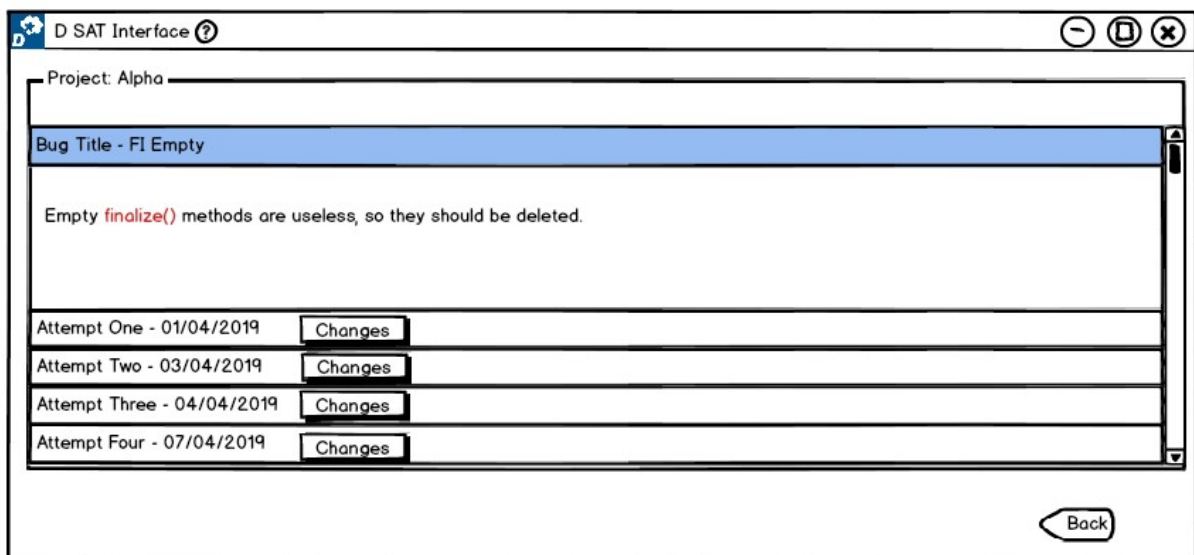 D
D SAT Interface ?
Project: Alpha
Bug Title - FI Empty
Empty finalize() methods are useless, so they should be deleted.
Attempt One - 01/04/2019 Changes
Attempt Two - 03/04/2019 Changes
Attempt Three - 04/04/2019 Changes
Attempt Four - 07/04/2019 Changes
Back